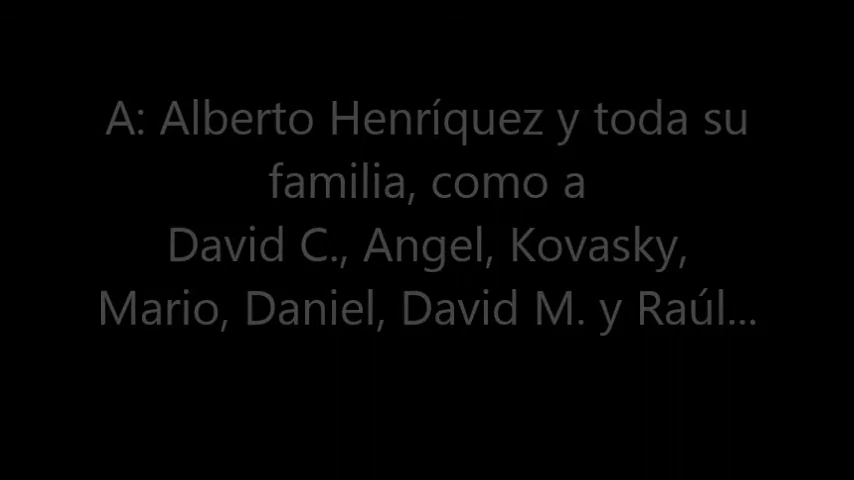 A: Alberto Henríquez y toda su
familia, como a
David C., Angel, Kovasky,
Mario, Daniel, David M. y Raúl...